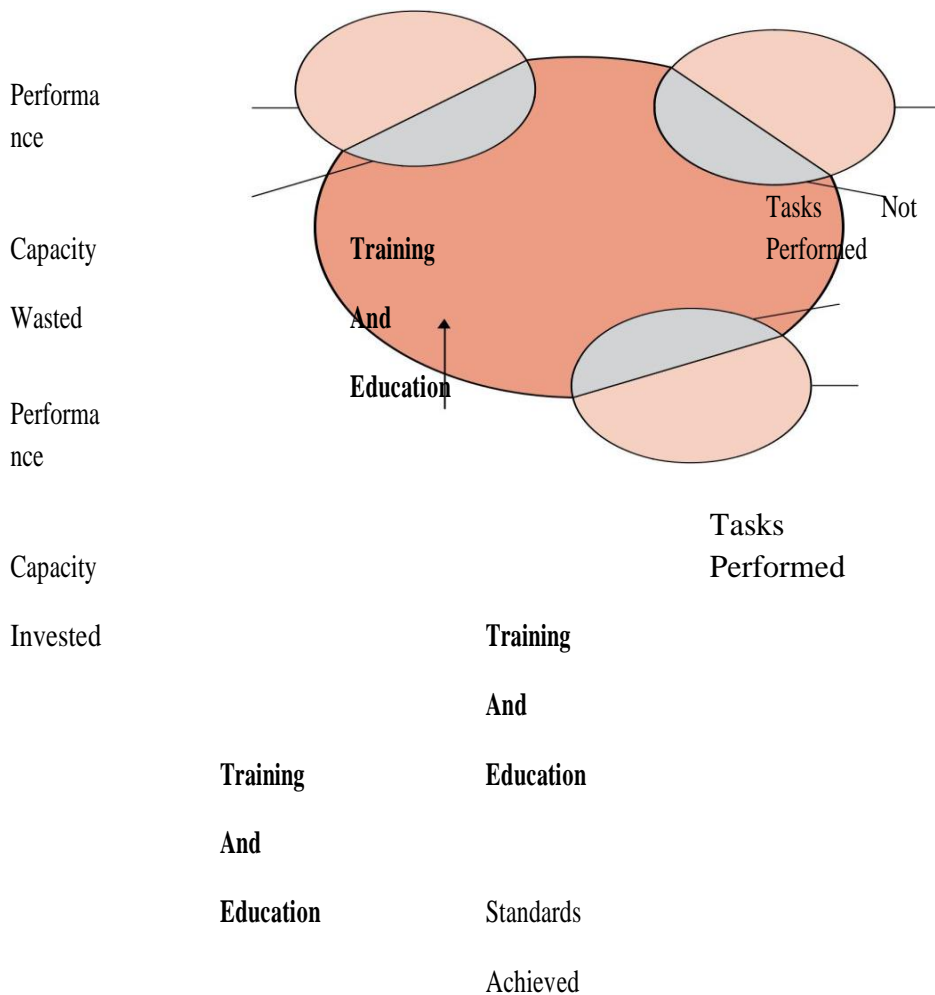 Performa
nce
Tasks Not
Performed
Capacity
Training
Wasted
And
Education
Performa
nce
Tasks
Performed
Capacity
Invested
Training
And
Training
Education
And
Education
Standards
Achieved